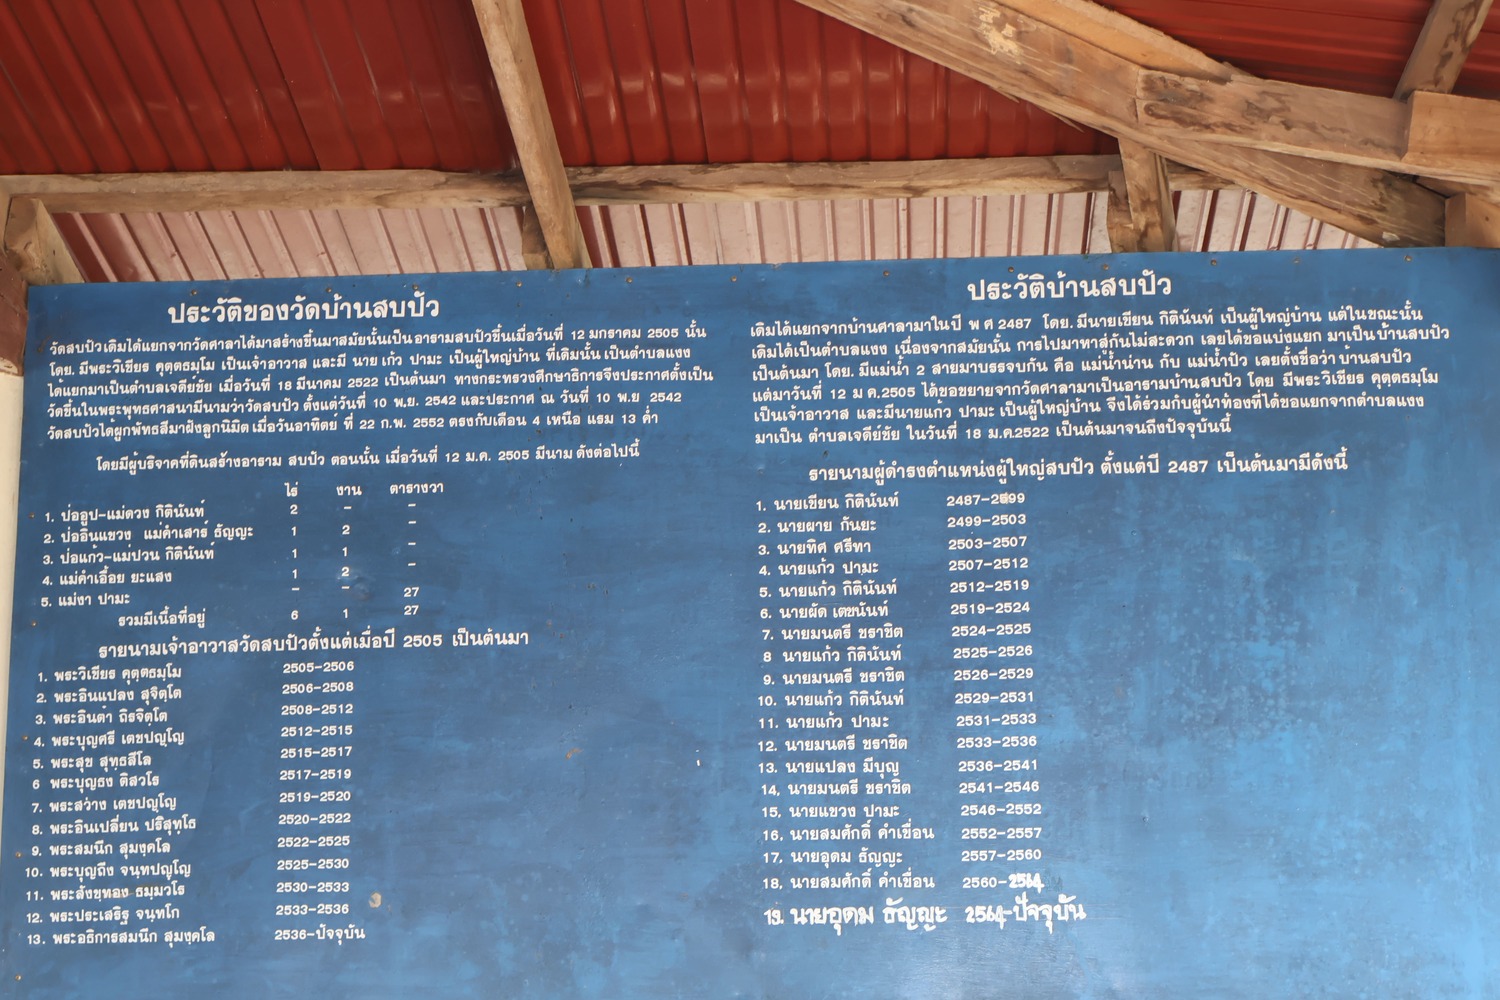 ประวัติของวัดบ้านสบปัว
วัดสบปัวเดิมได้แยกจากวัดศาลาได้มาสร้างขึ้นมาสมัยนั้นเป็นอารามสบปัวขึ้นเมื่อวันที่ 12 มกราคม 2505 นั้น
โดย. มีพระวิเขียร คุตฺตธมฺโม เป็นเจ้าอาวาส และมี นาย เก้ว ปามะ เป็นผู้ใหญ่บ้าน ที่เดิมนั้น เป็นตำบลแงง
ได้แยกมาเป็นตำบลเจดีย์ชัย เมื่อวันที่ 18 มีนาคม 2522 เป็นต้นมา ทางกระทรวงศึกษาธิการจึงประกาศตั้งเป็น
วัดขึ้นในพระพุทธศาสนามีนามว่าวัดสบปัว ตั้งแต่วันที่ 10 พ.ย. 2542 และประกาศ ณ วันที่ 10 พ.ย 2542
วัดสบปัวได้ผูกพัทธสีมาฝังลูกนิมิต เมื่อวันอาทิตย์ ที่ 22 ก.พ. 2552 ตรงกับเดือน 4 เหนือ แรม 13 ค่ำ
โดยมีผู้บริจาคที่ดินสร้างอาราม สบปัว ตอนนั้น เมื่อวันที่ 12 ม.ค. 2505 มีนาม ดังต่อไปนี้
ไร่ งาน ตารางวา
1. ป่ออูป-แม่ดวง กิตินันท์ 2 - -
2. ป่ออินแขวง แม่คำเสาร์ ธัญญะ 1 2 -
3. ป่อแก้ว-แม่ปวน กิตินันท์ 1 1 -
4. แม่คำเอื้อย ยะแสง 1 2 -
5. แม่งา ปามะ - - 27
รวมมีเนื้อที่อยู่ 6 1 27
รายนามเจ้าอาวาสวัดสบปัวตั้งแต่เมื่อปี 2505 เป็นต้นมา
1. พระวิเขียร คุตฺตธมฺโม 2505-2506
2. พระอินแปลง สุจิตฺโต 2506-2508
3. พระอินต๋า ถิรจิตฺโต 2508-2512
4. พระบุญศรี เตชปญฺโญ 2512-2515
5. พระสุข สุทฺธสีโล 2515-2517
6 พระบุญธง ติสวโร 2517-2519
7. พระสว่าง เตชปญฺโญ 2519-2520
8. พระอินเปลี่ยน ปริสุทฺโธ 2520-2522
9. พระสมนึก สุมงฺคโล 2522-2525
10. พระบุญถึง จนฺทปญฺโญ 2525-2530
11. พระสังขฺทอง ธมฺมวโร 2530-2533
12. พระประเสริฐ จนฺทโก 2533-2536
13. พระอธิการสมนึก สุมงฺคโล 2536-ปัจจุบัน
ประวัติบ้านสบปัว
เดิมได้แยกจากบ้านศาลามาในปี พ ศ 2487 โดย. มีนายเขียน กิตินันท์ เป็นผู้ใหญ่บ้าน แต่ในขณะนั้น
เดิมได้เป็นตำบลแงง เนื่องจากสมัยนั้น การไปมาหาสู่กันไม่สะดวก เลยได้ขอแบ่งแยก มาเป็นบ้านสบปัว
เป็นต้นมา โดย. มีแม่น้ำ 2 สายมาบรรจบกัน คือ แม่น้ำน่าน กับ แม่น้ำปัว เลยตั้งชื่อว่า บ้านสบปัว
แต่มาวันที่ 12 ม ค.2505 ได้ขอขยายจากวัดศาลามาเป็นอารามบ้านสบปัว โดย มีพระวิเขียร คุตฺตธมฺโม
เป็นเจ้าอาวาส และมีนายแก้ว ปามะ เป็นผู้ใหญ่บ้าน จึงได้ร่วมกับผู้นำท้องที่ได้ขอแยกจากตำบลแงง
มาเป็น ตำบลเจดีย์ชัย ในวันที่ 18 ม.ค.2522 เป็นต้นมาจนถึงปัจจุบันนี้
รายนามผู้ดำรงตำแหน่งผู้ใหญ่สบปัว ตั้งแต่ปี 2487 เป็นต้นมามีดังนี้
1. นายเขียน กิตินันท์ 2487-2499
2. นายผาย กันยะ 2499-2503
3. นายทิศ ศรีทา 2503-2507
4. นายแก้ว ปามะ 2507-2512
5. นายแก้ว กิตินันท์ 2512-2519
6. นายผัด เตชนันท์ 2519-2524
7. นายมนตรี ชราชิต 2524-2525
8 นายแก้ว กิตินันท์ 2525-2526
9. นายมนตรี ชราชิต 2526-2529
10. นายแก้ว กิตินันท์ 2529-2531
11. นายแก้ว ปามะ 2531-2533
12. นายมนตรี ชราชิต 2533-2536
13. นายแปลง มีบุญ 2536-2541
14. นายมนตรี ชราชิต 2541-2546
15. นายแขวง ปามะ 2546-2552
16. นายสมศักดิ์ คำเขื่อน 2552-2557
17. นายอุดม ธัญญะ 2557-2560
18. นายสมศักดิ์ คำเขื่อน 2560-2564
19. นายอุดม ธัญญะ 2564-ปัจจุบัน